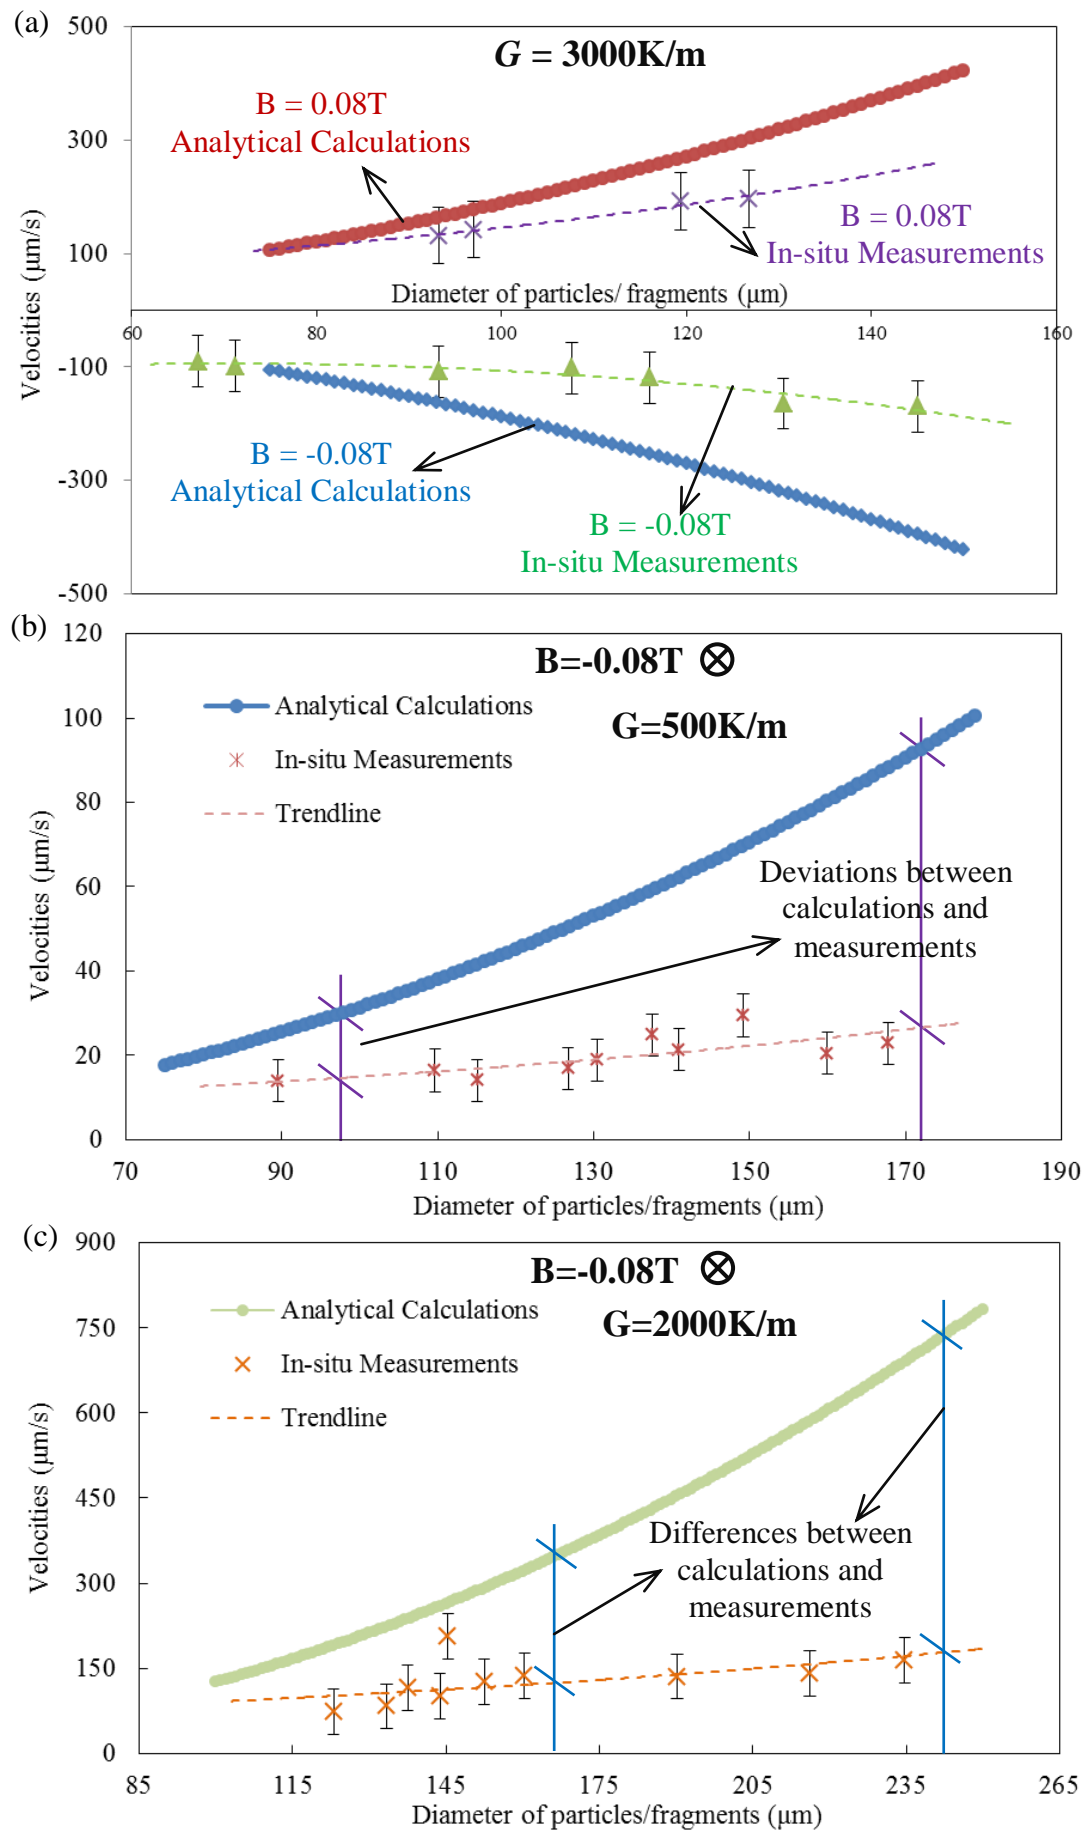 (a)
500
G = 3000K/m
B = 0.08T
Analytical Calculations
300
B = 0.08T
In-situ Measurements
100
Velocities (μm/s)
Diameter of particles/ fragments (μm)
60 80 100 120 140 160
-100
B = -0.08T
Analytical Calculations
-300
B = -0.08T
In-situ Measurements
-500
(b)
120
B=-0.08T
Analytical Calculations
G=500K/m
100
In-situ Measurements
Trendline
80
Velocities (μm/s)
Deviations between
calculations and
measurements
60
40
20
0
70 90 110 130 150 170 190
Diameter of particles/fragments (μm)
(c)
900
B=-0.08T
Analytical Calculations
G=2000K/m
750
In-situ Measurements
Trendline
600
Velocities (μm/s)
450
Differences between
calculations and
measurements
300
150
0
85 115 145 175 205 235 265
Diameter of particles/fragments (μm)